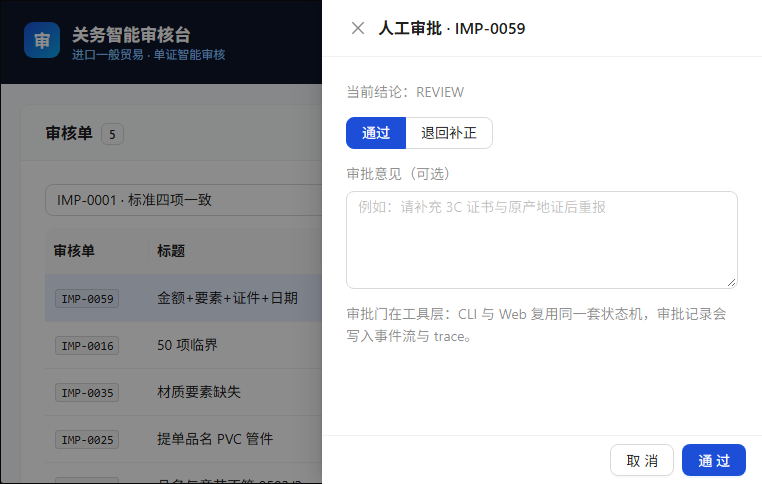 审
关务智能审核台
进口一般贸易 · 单证智能审核
审核单 5
IMP-0001 · 标准四项一致
审核单 标题
IMP-0059 金额+要素+证件+日期
IMP-0016 50 项临界
IMP-0035 材质要素缺失
IMP-0025 提单品名 PVC 管件
人工审批 · IMP-0059
当前结论：REVIEW
通过 退回补正
审批意见（可选）
例如：请补充 3C 证书与原产地证后重报
审批门在工具层：CLI 与 Web 复用同一套状态机，审批记录会
写入事件流与 trace。
取 消 通 过